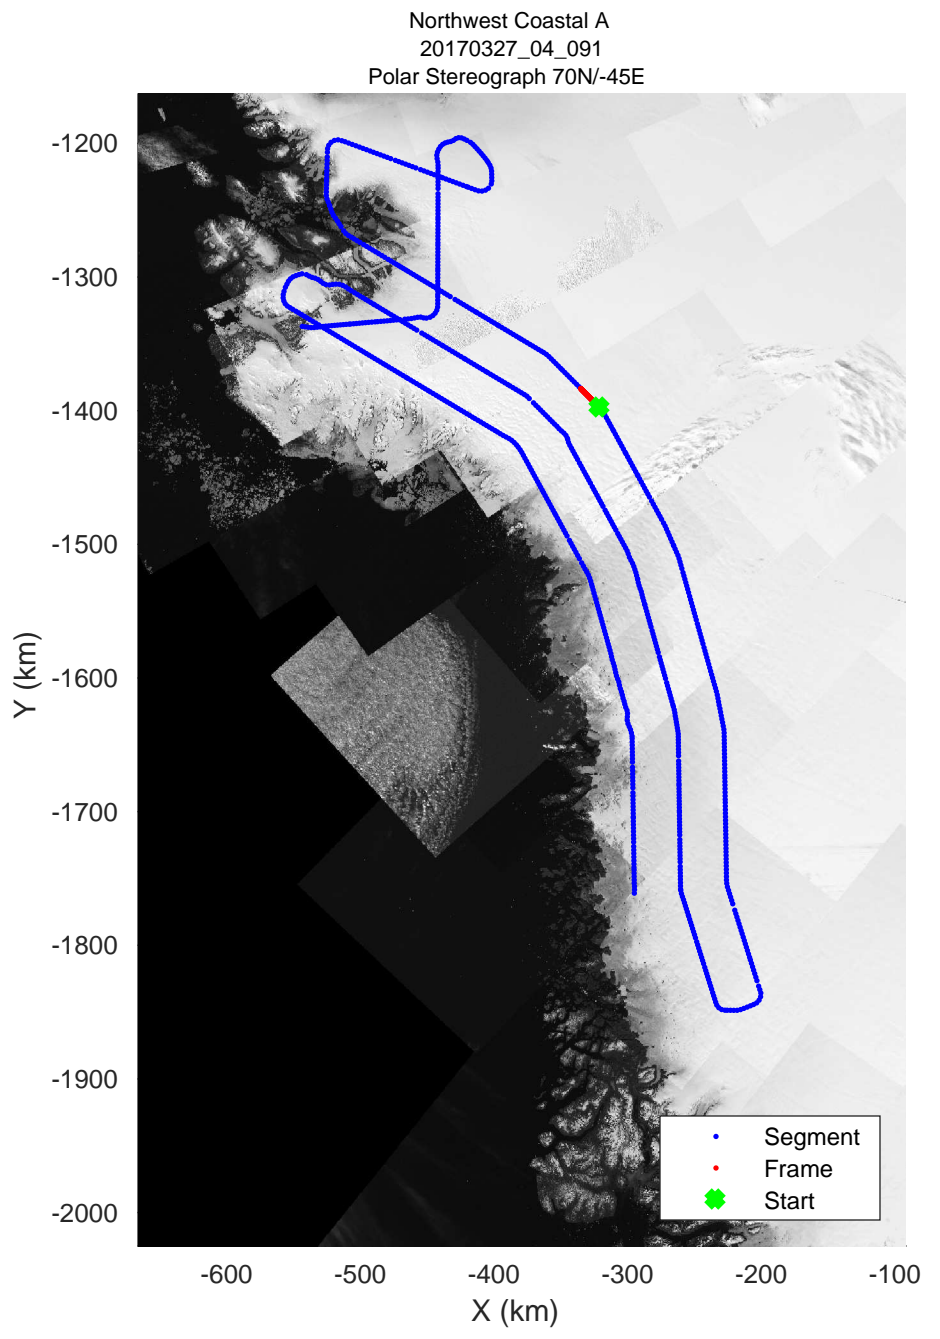 Northwest Coastal A
20170327_04_091
Polar Stereograph 70N/-45E
-1200
-1300
-1400
-1500
-1600
-1700
-1800
-1900
-2000
Y (km)
Segment
Frame
Start
-600 -500 -400 -300 -200 -100
X (km)